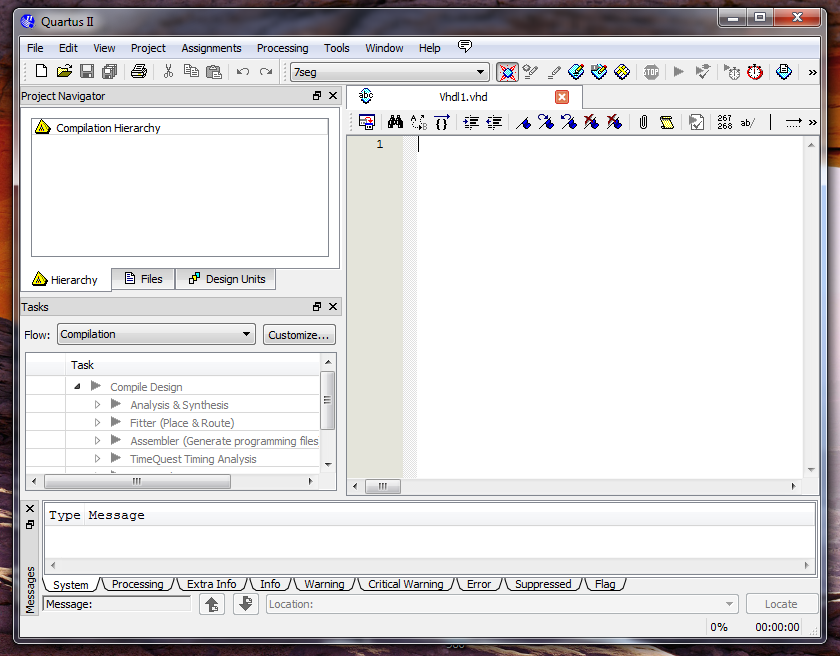 Quartus II
File Edit View Project Assignments Processing Tools Window Help
7seg
STOP
Project Navigator
abc
Vhdl1.vhd
Compilation Hierarchy
267
268
ab/
1
Hierarchy Files Design Units
Tasks
Flow: Compilation Customize...
Task
Compile Design
Analysis & Synthesis
Fitter (Place & Route)
Assembler (Generate programming files
TimeQuest Timing Analysis
Type Message
Messages
System Processing Extra Info Info Warning Critical Warning Error Suppressed Flag
Message: Location: Locate
0% 00:00:00